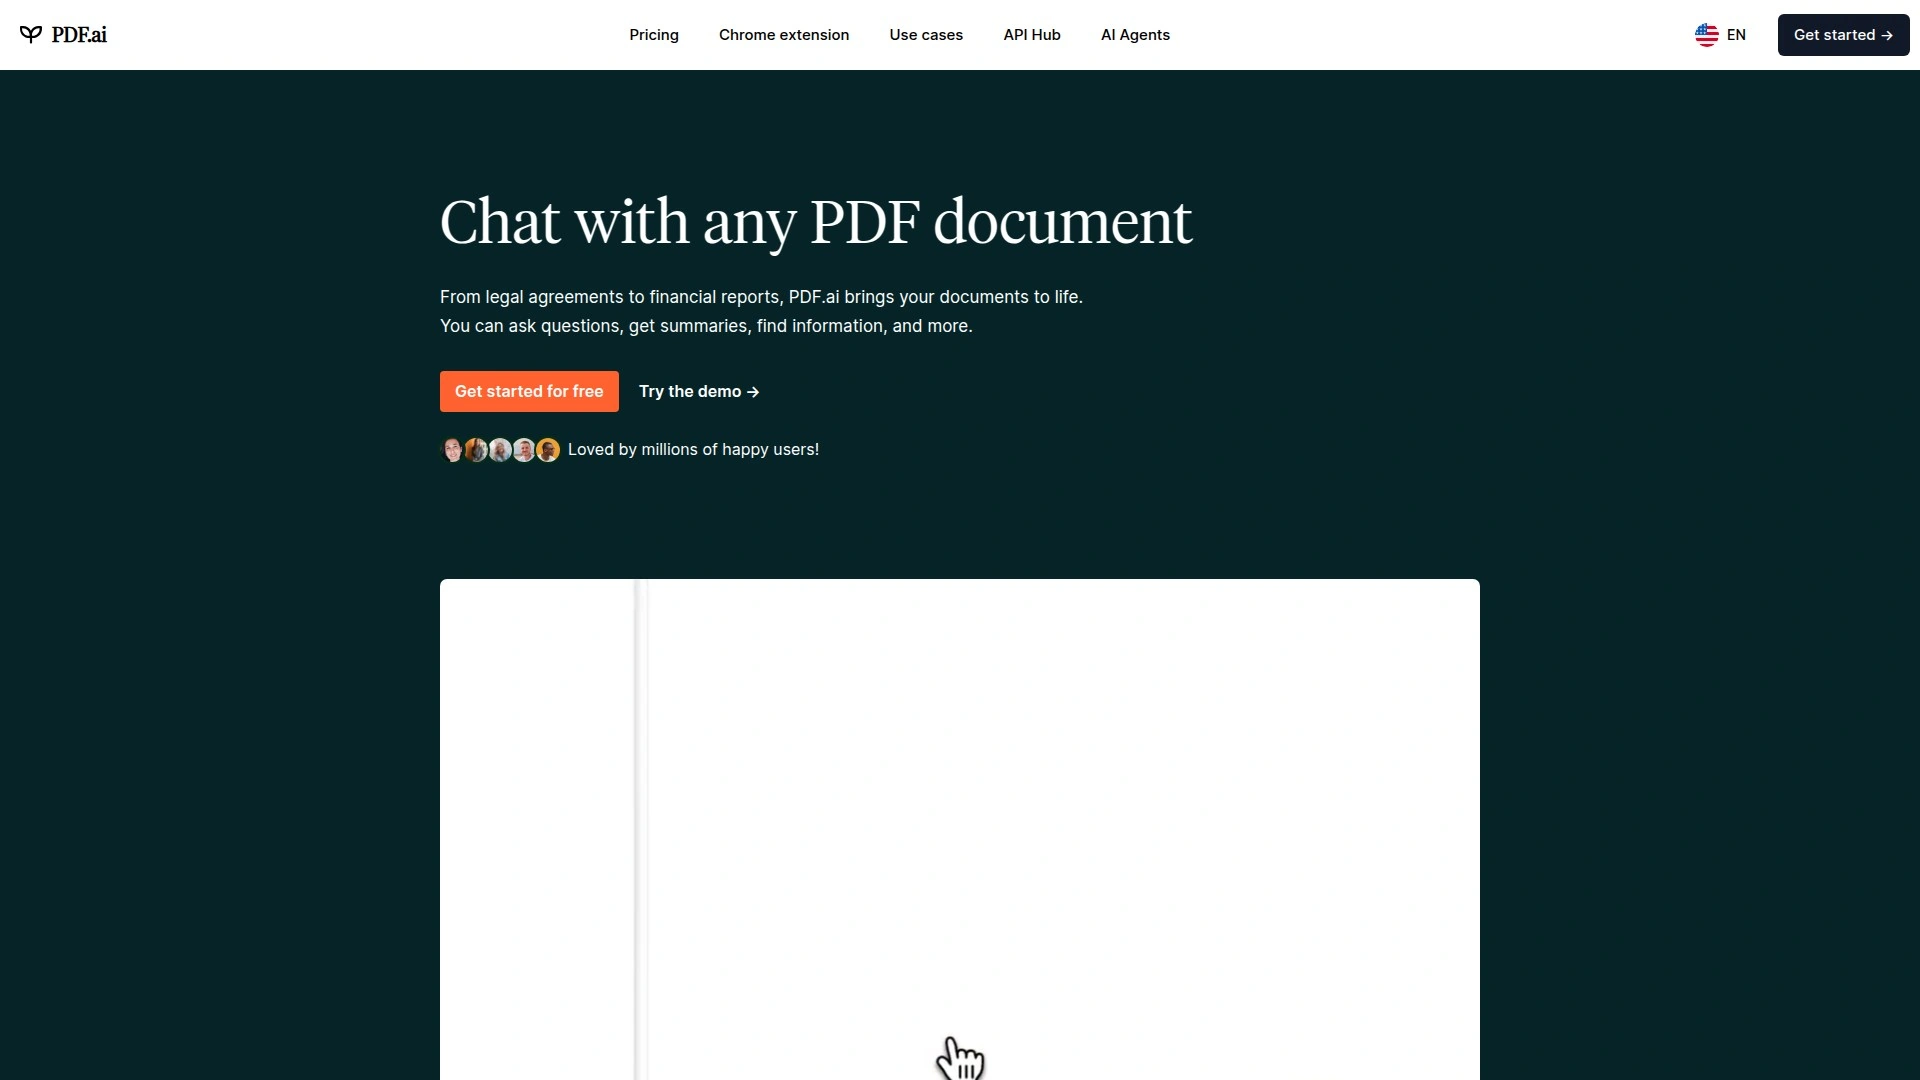 PDF.ai
Pricing
Chrome extension
Use cases
API Hub
AI Agents
EN
Get started →
Chat with any PDF document
From legal agreements to financial reports, PDF.ai brings your documents to life.
You can ask questions, get summaries, find information, and more.
Get started for free
Try the demo →
Loved by millions of happy users!